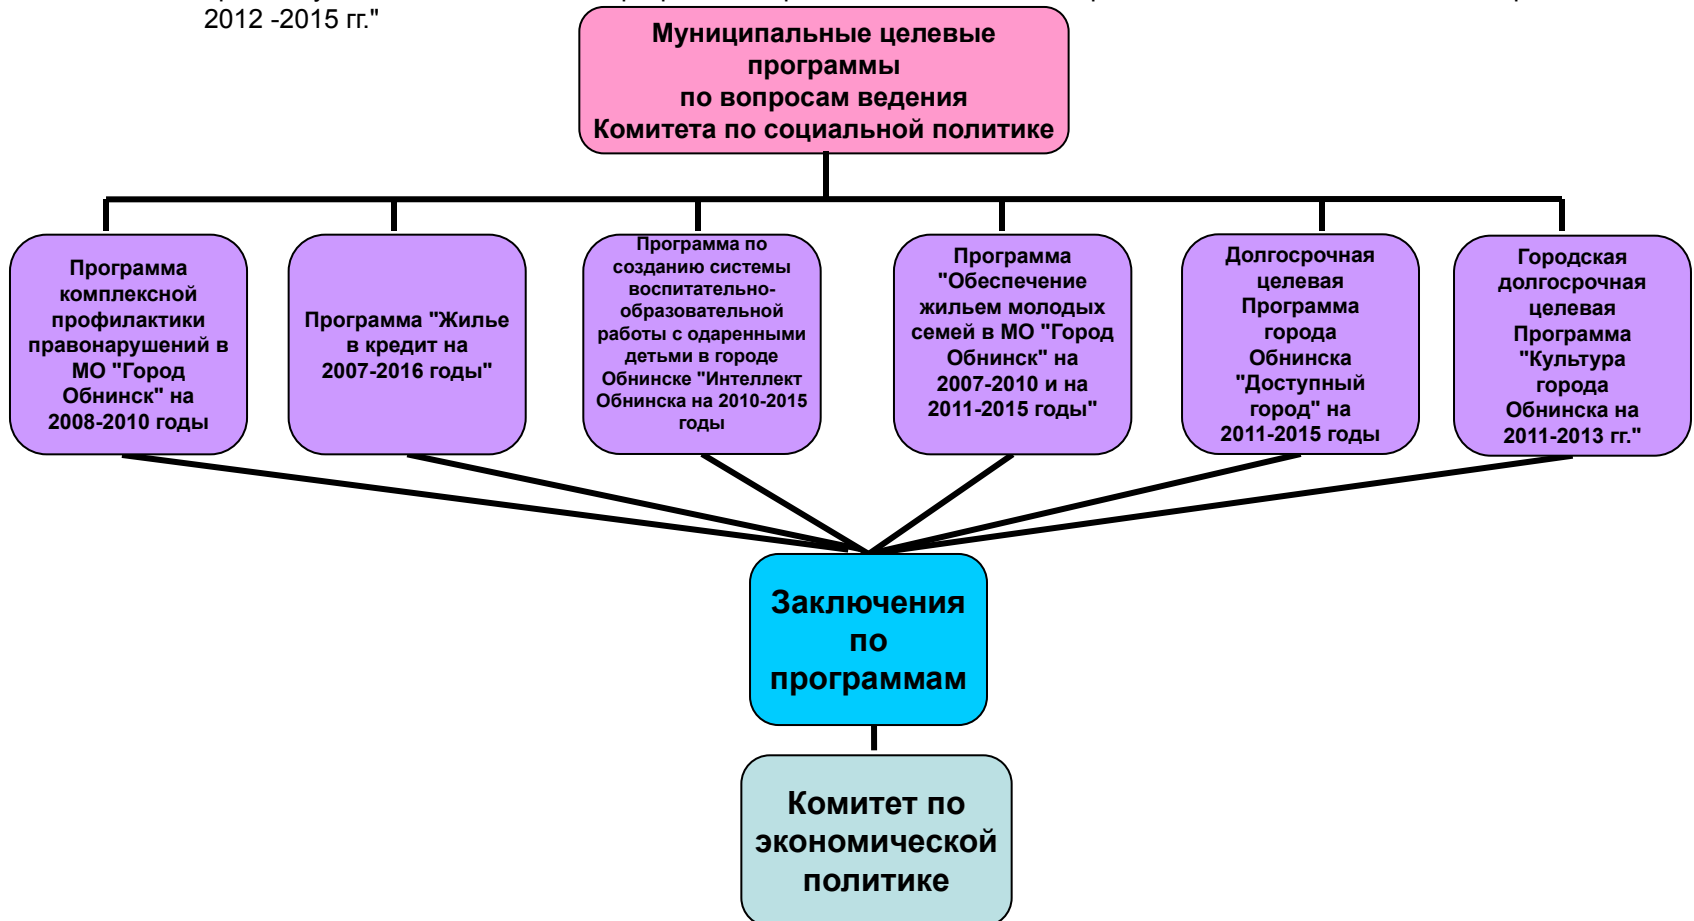 2012 -2015 гг."
Муниципальные целевые
программы
по вопросам ведения
Комитета по социальной политике
Программа
комплексной
профилактики
правонарушений в
МО "Город
Обнинск" на
2008-2010 годы
Программа "Жилье
в кредит на
2007-2016 годы"
Программа по
созданию системы
воспитательно-
образовательной
работы с одаренными
детьми в городе
Обнинске "Интеллект
Обнинска на 2010-2015
годы
Программа
"Обеспечение
жильем молодых
семей в МО "Город
Обнинск" на
2007-2010 и на
2011-2015 годы"
Долгосрочная
целевая
Программа
города
Обнинска
"Доступный
город" на
2011-2015 годы
Городская
долгосрочная
целевая
Программа
"Культура
города
Обнинска на
2011-2013 гг."
Заключения
по
программам
Комитет по
экономической
политике